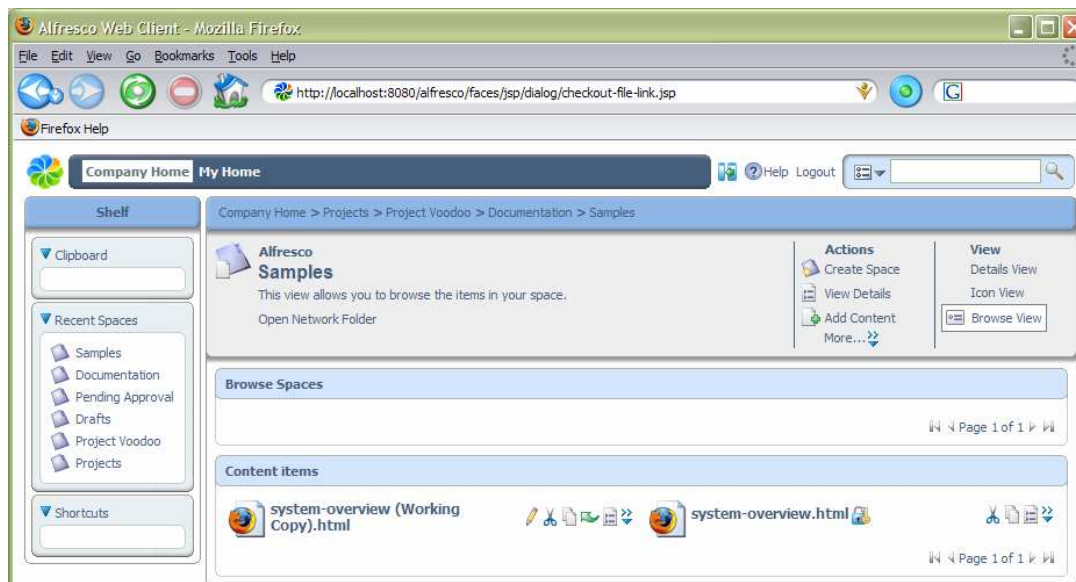 Alfresco Web Client - Mozilla Firefox
File Edit View Go Bookmarks Tools Help
http://localhost:8080/alfresco/faces/jsp/dialog/checkout-file-link.jsp
G
Firefox Help
Company Home My Home
Help Logout
Shelf
Company Home > Projects > Project Voodoo > Documentation > Samples
Clipboard
Recent Spaces
Samples
Documentation
Pending Approval
Drafts
Project Voodoo
Projects
Shortcuts
Alfresco
Samples
This view allows you to browse the items in your space.
Open Network Folder
Actions
Create Space
View Details
Add Content
More...
View
Details View
Icon View
Browse View
Browse Spaces
Page 1 of 1
Content items
system-overview (Working
Copy).html
system-overview.html
Page 1 of 1